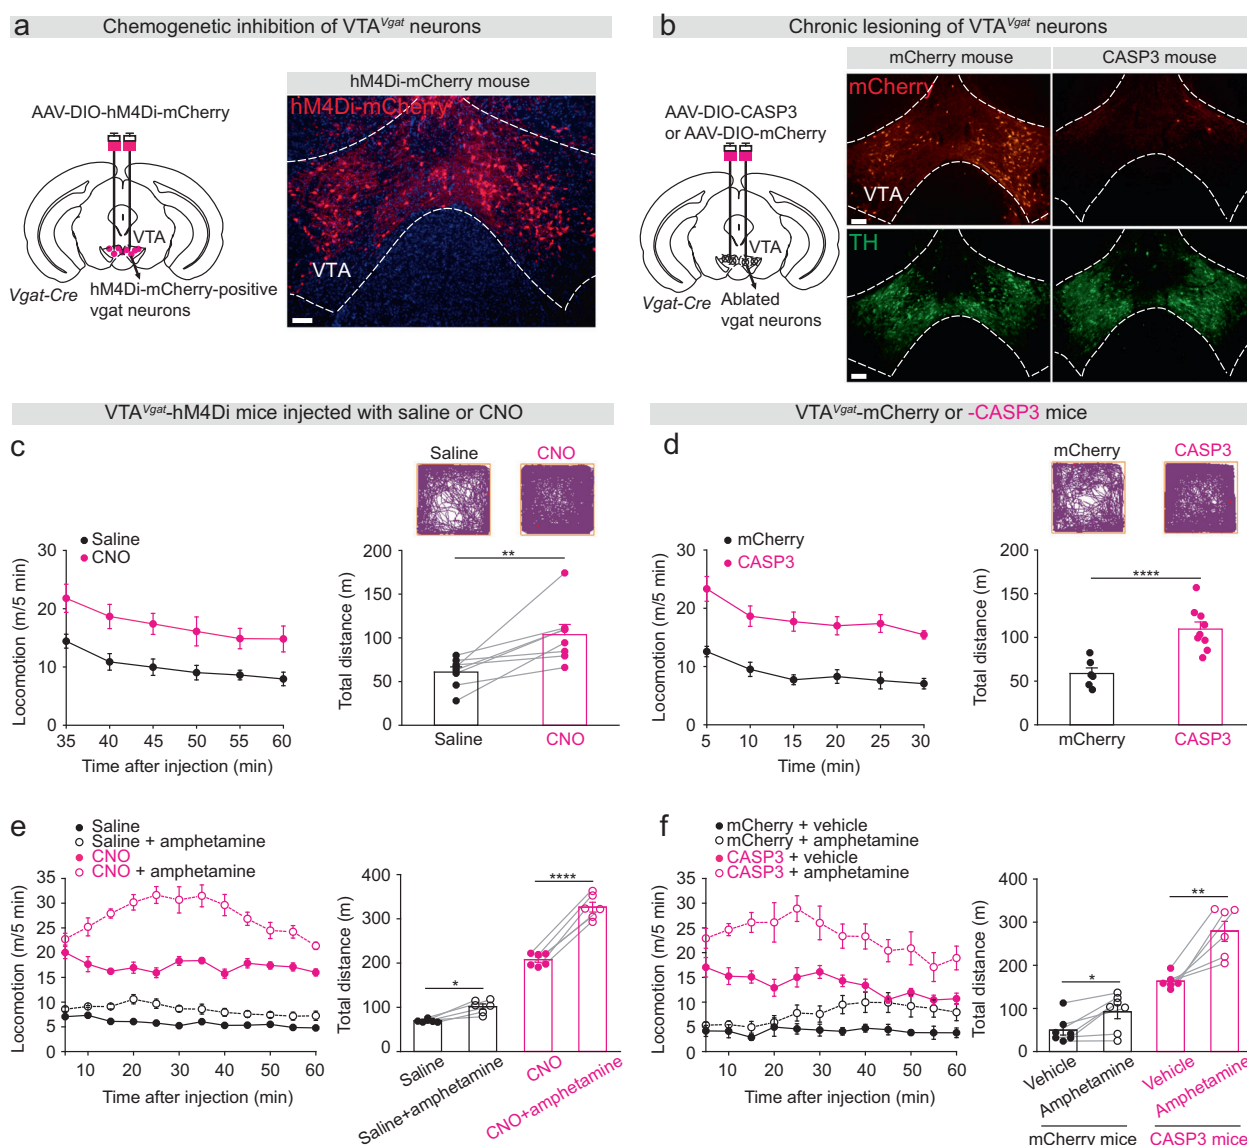 a
Chemogenetic inhibition of VTAVgat neurons
AAV-DIO-hM4Di-mCherry
VTA
Vgat-Cre
hM4Di-mCherry-positive
vgat neurons
hM4Di-mCherry mouse
hM4Di-mCherry
VTA
b
Chronic lesioning of VTAVgat neurons
AAV-DIO-CASP3
or AAV-DIO-mCherry
VTA
Vgat-Cre
Ablated
vgat neurons
mCherry mouse
CASP3 mouse
mCherry
VTA
TH
VTAVgat-hM4Di mice injected with saline or CNO
c
Saline
CNO
Locomotion (m/5 min)
30
20
10
0
35 40 45 50 55 60
Time after injection (min)
Saline
CNO
**
Total distance (m)
200
150
100
50
0
Saline
CNO
VTAVgat-mCherry or -CASP3 mice
d
mCherry
CASP3
Locomotion (m/5 min)
30
20
10
0
5 10 15 20 25 30
Time (min)
mCherry
CASP3
****
Total distance (m)
200
150
100
50
0
mCherry
CASP3
e
Saline
Saline + amphetamine
CNO
CNO + amphetamine
Locomotion (m/5 min)
35
30
25
20
15
10
5
0
10 20 30 40 50 60
Time after injection (min)
*
****
Total distance (m)
400
300
200
100
0
Saline
Saline+amphetamine
CNO
CNO+amphetamine
f
mCherry + vehicle
mCherry + amphetamine
CASP3 + vehicle
CASP3 + amphetamine
Locomotion (m/5 min)
35
30
25
20
15
10
5
0
10 20 30 40 50 60
Time after injection (min)
*
**
Total distance (m)
400
300
200
100
0
Vehicle
Amphetamine
Vehicle
Amphetamine
mCherry mice
CASP3 mice